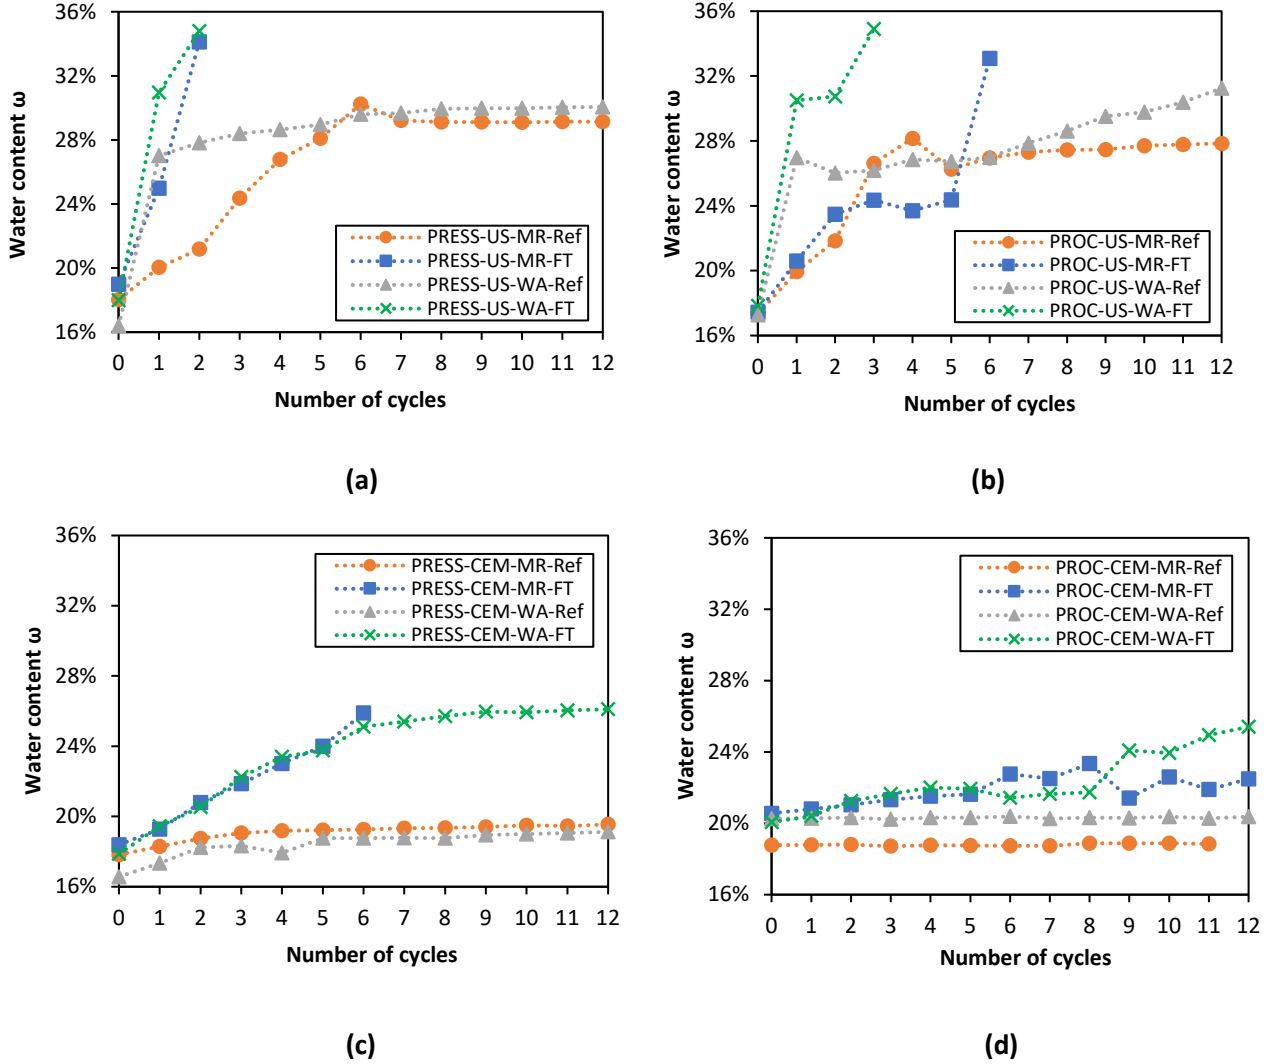 36%
32%
28%
24%
20%
16%
Water content ω
PRESS-US-MR-Ref
PRESS-US-MR-FT
PRESS-US-WA-Ref
PRESS-US-WA-FT
0 1 2 3 4 5 6 7 8 9 10 11 12
Number of cycles
(a)
36%
32%
28%
24%
20%
16%
Water content ω
PROC-US-MR-Ref
PROC-US-MR-FT
PROC-US-WA-Ref
PROC-US-WA-FT
0 1 2 3 4 5 6 7 8 9 10 11 12
Number of cycles
(b)
36%
32%
28%
24%
20%
16%
Water content ω
PRESS-CEM-MR-Ref
PRESS-CEM-MR-FT
PRESS-CEM-WA-Ref
PRESS-CEM-WA-FT
0 1 2 3 4 5 6 7 8 9 10 11 12
Number of cycles
(c)
36%
32%
28%
24%
20%
16%
Water content ω
PROC-CEM-MR-Ref
PROC-CEM-MR-FT
PROC-CEM-WA-Ref
PROC-CEM-WA-FT
0 1 2 3 4 5 6 7 8 9 10 11 12
Number of cycles
(d)